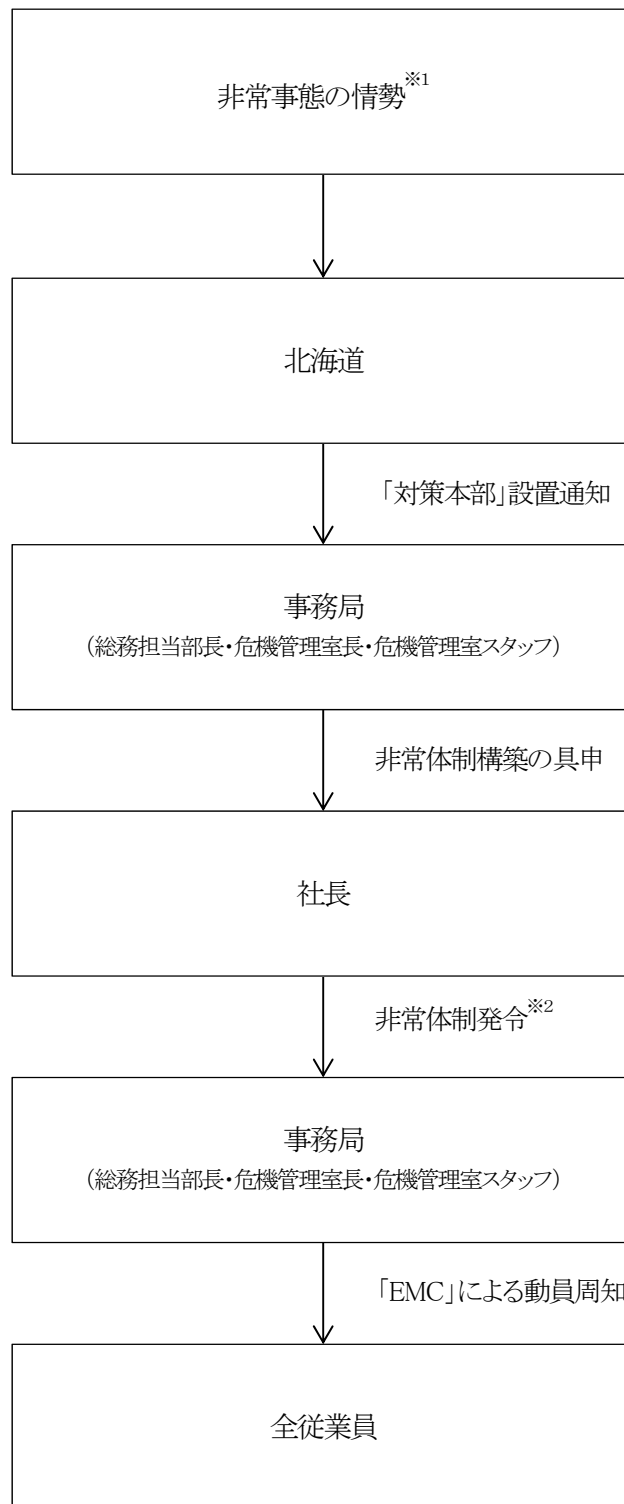 非常事態の情勢※1
北海道
「対策本部」設置通知
事務局
（総務担当部長・危機管理室長・危機管理室スタッフ）
非常体制構築の具申
社長
非常体制発令※2
事務局
（総務担当部長・危機管理室長・危機管理室スタッフ）
「EMC」による動員周知
全従業員